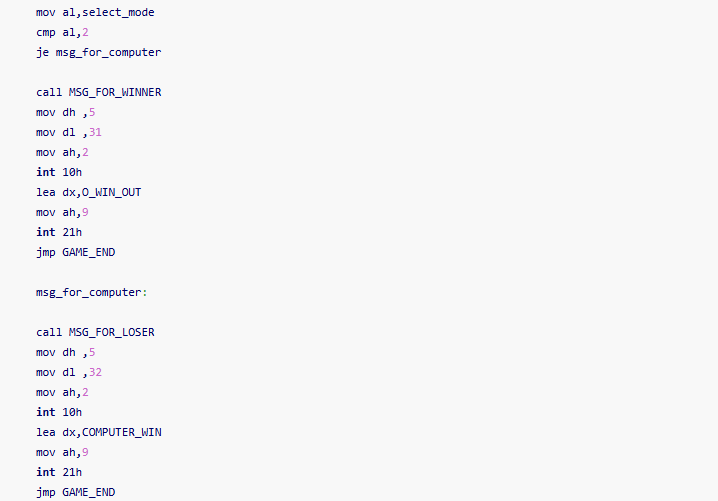 mov al,select_mode
cmp al,2
je msg_for_computer
call MSG_FOR_WINNER
mov dh ,5
mov dl ,31
mov ah,2
int 10h
lea dx,O_WIN_OUT
mov ah,9
int 21h
jmp GAME_END
msg_for_computer:
call MSG_FOR_LOSER
mov dh ,5
mov dl ,32
mov ah,2
int 10h
lea dx,COMPUTER_WIN
mov ah,9
int 21h
jmp GAME_END